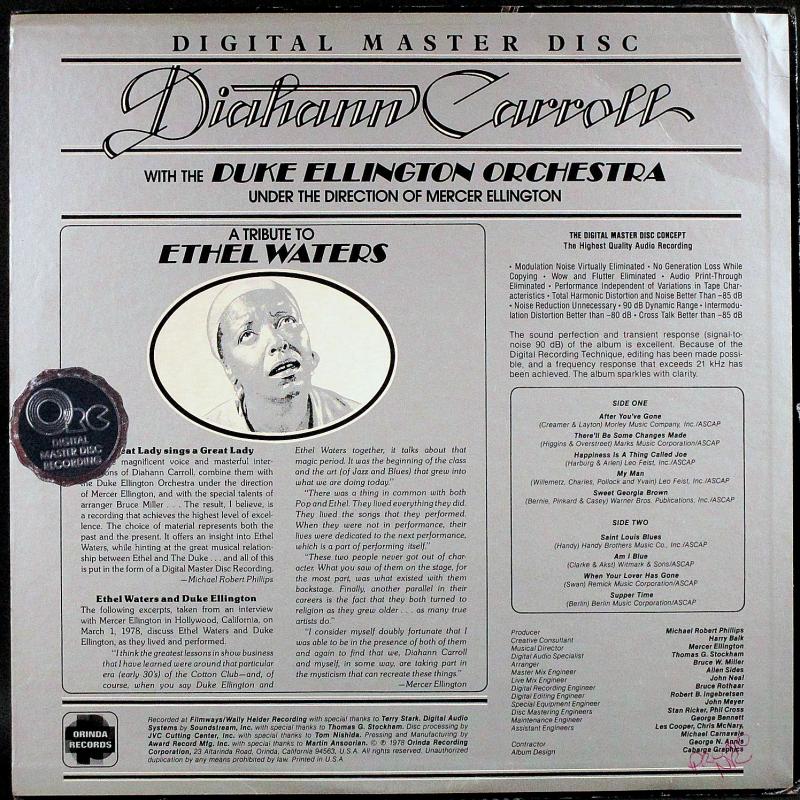 DIGITAL MASTER DISC
Diahann Carroll
WITH THE DUKE ELLINGTON ORCHESTRA
UNDER THE DIRECTION OF MERCER ELLINGTON
A TRIBUTE TO
ETHEL WATERS
ORC
DIGITAL
MASTER DISC
RECORDING
Lady sings a Great Lady
magnificent voice and masterful inter-
of Diahann Carroll, combine them with
the Duke Ellington Orchestra under the direction
of Mercer Ellington, and with the special talents of
arranger Bruce Miller . . . The result, I believe, is
a recording that achieves the highest level of excel-
lence. The choice of material represents both the
past and the present. It offers an insight into Ethel
Waters, while hinting at the great musical relation-
ship between Ethel and The Duke . . . and all of this
is put in the form of a Digital Master Disc Recording.
—Michael Robert Phillips
Ethel Waters and Duke Ellington
The following excerpts, taken from an interview
with Mercer Ellington in Hollywood, California, on
March 1, 1978, discuss Ethel Waters and Duke
Ellington, as they lived and performed.
"I think the greatest lessons in show business
that I have learned were around that particular
era (early 30's) of the Cotton Club—and, of
course, when you say Duke Ellington and
Ethel Waters together, it talks about that
magic period. It was the beginning of the class
and the art (of Jazz and Blues) that grew into
what we are doing today."
"There was a thing in common with both
Pop and Ethel. They lived everything they did.
They lived the songs that they performed.
When they were not in performance, their
lives were dedicated to the next performance,
which is a part of performing itself."
"These two people never got out of char-
acter. What you saw of them on the stage, for
the most part, was what existed with them
backstage. Finally, another parallel in their
careers is the fact that they both turned to
religion as they grew older . . . as many true
artists do."
"I consider myself doubly fortunate that I
was able to be in the presence of both of them
and again to find that we, Diahann Carroll
and myself, in some way, are taking part in
the mysticism that can recreate these things."
—Mercer Ellington
THE DIGITAL MASTER DISC CONCEPT
The Highest Quality Audio Recording
• Modulation Noise Virtually Eliminated • No Generation Loss While
Copying • Wow and Flutter Eliminated • Audio Print-Through
Eliminated • Performance Independent of Variations in Tape Char-
acteristics • Total Harmonic Distortion and Noise Better Than –85 dB
• Noise Reduction Unnecessary • 90 dB Dynamic Range • Intermodu-
lation Distortion Better than –80 dB • Cross Talk Better than –85 dB
The sound perfection and transient response (signal-to-
noise 90 dB) of the album is excellent. Because of the
Digital Recording Technique, editing has been made possi-
ble, and a frequency response that exceeds 21 kHz has
been achieved. The album sparkles with clarity.
SIDE ONE
After You've Gone
(Creamer & Layton) Morley Music Company, Inc./ASCAP
There'll Be Some Changes Made
(Higgins & Overstreet) Marks Music Corporation/ASCAP
Happiness Is A Thing Called Joe
(Harburg & Arlen) Leo Feist, Inc./ASCAP
My Man
(Willemetz, Charles, Pollock and Yvain) Leo Feist, Inc./ASCAP
Sweet Georgia Brown
(Bernie, Pinkard & Casey) Warner Bros. Publications, Inc./ASCAP
SIDE TWO
Saint Louis Blues
(Handy) Handy Brothers Music Co., Inc./ASCAP
Am I Blue
(Clarke & Akst) Witmark & Sons/ASCAP
When Your Lover Has Gone
(Swan) Remick Music Corporation/ASCAP
Supper Time
(Berlin) Berlin Music Corporation/ASCAP
Producer Michael Robert Phillips
Creative Consultant Harry Balk
Musical Director Mercer Ellington
Digital Audio Specialist Thomas G. Stockham
Arranger Bruce W. Miller
Master Mix Engineer Allen Sides
Live Mix Engineer John Neal
Digital Recording Engineer Bruce Rothaar
Digital Editing Engineer Robert B. Ingebretsen
Special Equipment Engineer John Meyer
Disc Mastering Engineers Stan Ricker, Phil Cross
Maintenance Engineer George Bennett
Assistant Engineers Les Cooper, Chris McNary,
Michael Carnavale
Contractor George N. Annis
Album Design Cabarga Graphics
ORINDA
RECORDS
Recorded at Filmways/Wally Heider Recording with special thanks to Terry Stark. Digital Audio
Systems by Soundstream, Inc. with special thanks to Thomas G. Stockham. Disc processing by
JVC Cutting Center, Inc. with special thanks to Tom Nishida. Pressing and Manufacturing by
Award Record Mfg. Inc. with special thanks to Martin Ansoorian. © ℗ 1978 Orinda Recording
Corporation, 23 Altarinda Road, Orinda, California 94563, U.S.A. All rights reserved. Unauthorized
duplication by any means prohibited by law. Printed in U.S.A.